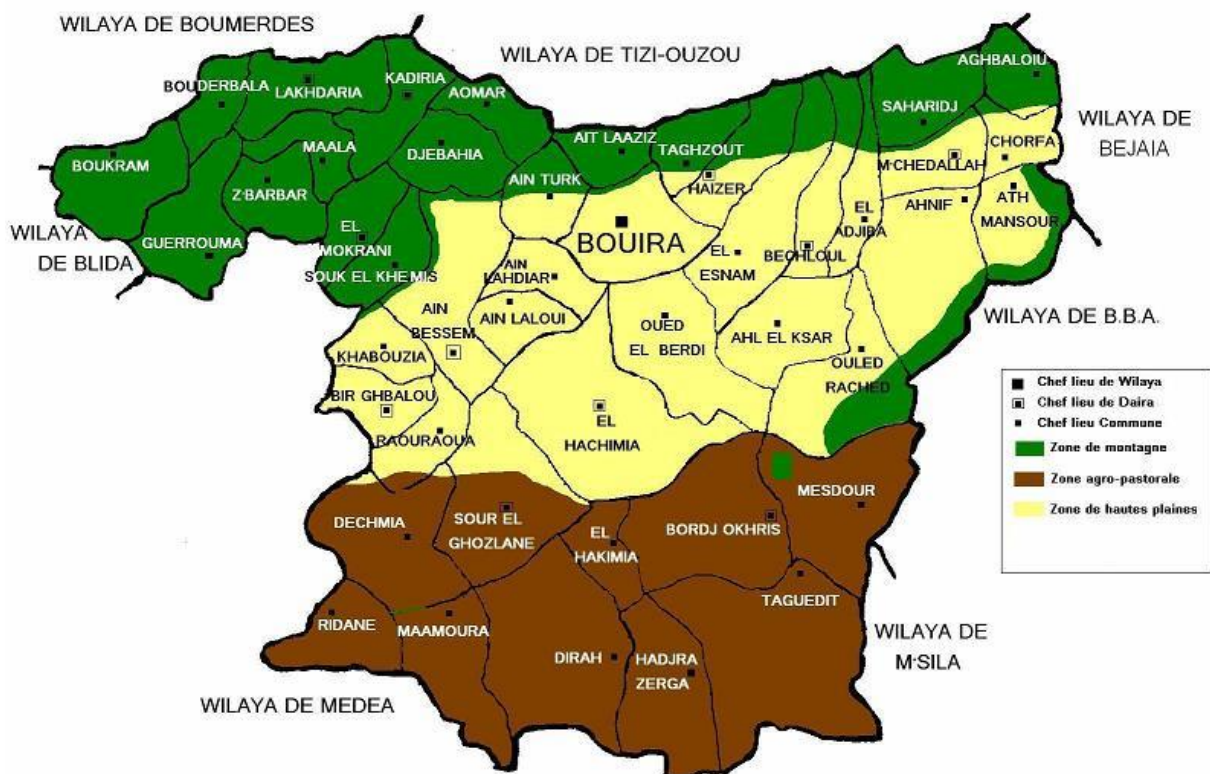 WILAYA DE BOUMERDES
WILAYA DE TIZI-OUZOU
AGHBALOIU
KADIRIA
BOUDERBALA
LAKHDARIA
AOMAR
SAHARIDJ
WILAYA DE
BEJAIA
MAALA
DJEBAHIA
AIT LAAZIZ
TAGHZOUT
M'CHEDALLAH
CHORFA
BOUKRAM
Z'BARBAR
AIN TURK
HAIZER
AHNIF
ATH
MANSOUR
WILAYA
DE BLIDA
GUERROUMA
EL
MOKRANI
SOUK EL KHEMIS
BOUIRA
EL
ESNAM
BECHLOUL
EL
ADJIBA
AIN
LAHDJAR
AIN LALOUI
AIN
BESSEM
OUED
EL BERDI
AHL EL KSAR
OULED
RACHED
WILAYA DE B.B.A.
KHABOUZIA
BIR GHBALOU
RAOURAOUA
EL
HACHIMIA
Chef lieu de Wilaya
Chef lieu de Daira
Chef lieu Commune
Zone de montagne
Zone agro-pastorale
Zone de hautes plaines
DECHMIA
SOUR EL
GHOZLANE
EL
HAKIMIA
BORDJ OKHRIS
MESDOUR
TAGUEDIT
RIDANE
MAAMOURA
DIRAH
HADJRA
ZERGA
WILAYA DE
M'SILA
WILAYA DE MEDEA